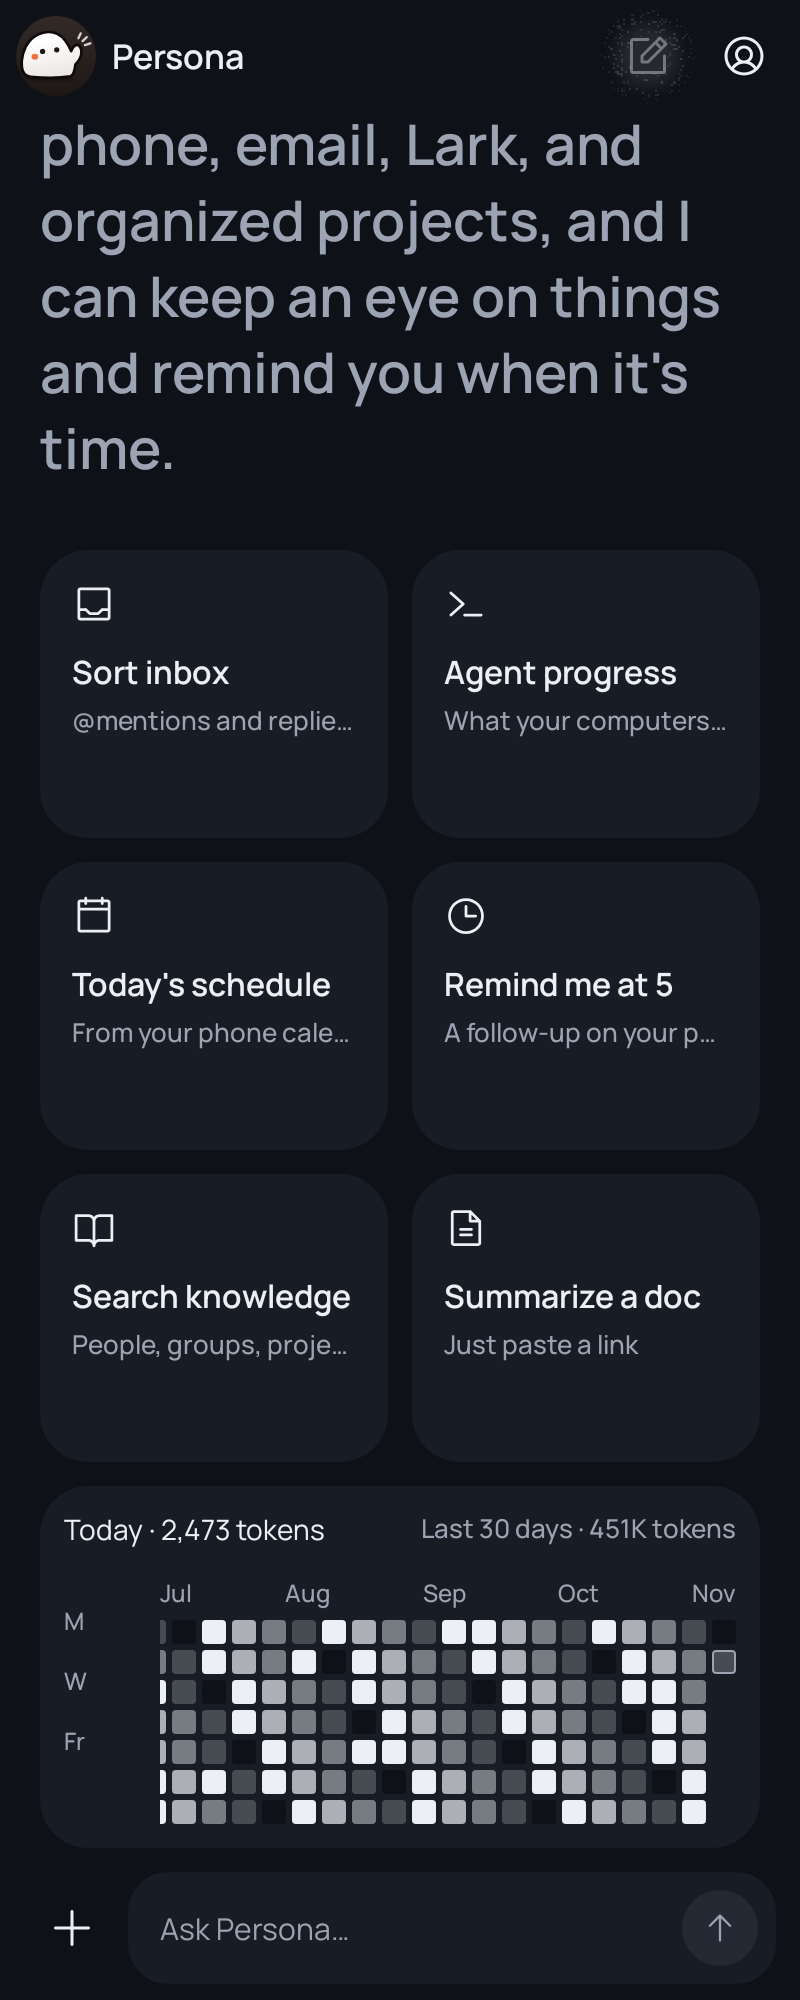 Persona
phone, email, Lark, and
organized projects, and I
can keep an eye on things
and remind you when it's
time.
Sort inbox
@mentions and replie…
Agent progress
What your computers…
Today's schedule
From your phone cale…
Remind me at 5
A follow-up on your p…
Search knowledge
People, groups, proje…
Summarize a doc
Just paste a link
Today · 2,473 tokens
Last 30 days · 451K tokens
Jul Aug Sep Oct Nov
M
W
Fr
Ask Persona…